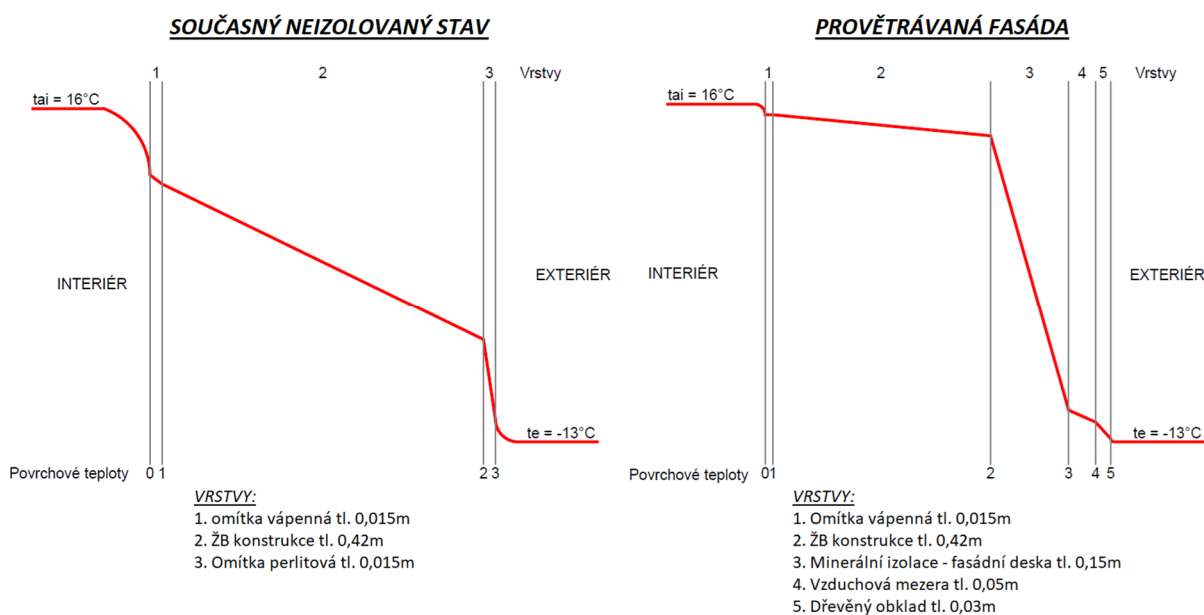 SOUČASNÝ NEIZOLOVANÝ STAV
1 2 3 Vrstvy
tai = 16°C
INTERIÉR
EXTERIÉR
te = -13°C
Povrchové teploty 0 1 2 3
VRSTVY:
1. omítka vápenná tl. 0,015m
2. ŽB konstrukce tl. 0,42m
3. Omítka perlitová tl. 0,015m
PROVĚTRÁVANÁ FASÁDA
1 2 3 4 5 Vrstvy
tai = 16°C
INTERIÉR
EXTERIÉR
te = -13°C
Povrchové teploty 0 1 2 3 4 5
VRSTVY:
1. Omítka vápenná tl. 0,015m
2. ŽB konstrukce tl. 0,42m
3. Minerální izolace - fasádní deska tl. 0,15m
4. Vzduchová mezera tl. 0,05m
5. Dřevěný obklad tl. 0,03m